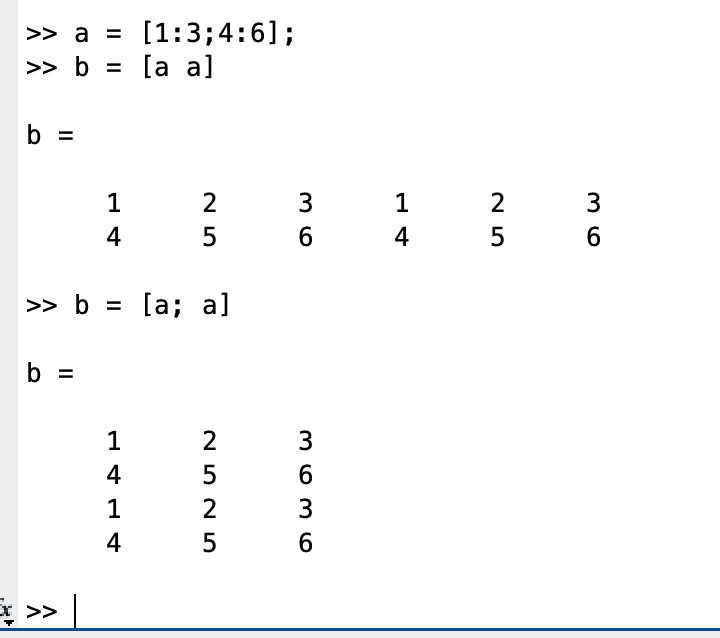 >> a = [1:3;4:6];
>> b = [a a]
b =
1 2 3 1 2 3
4 5 6 4 5 6
>> b = [a; a]
b =
1 2 3
4 5 6
1 2 3
4 5 6
fx >>